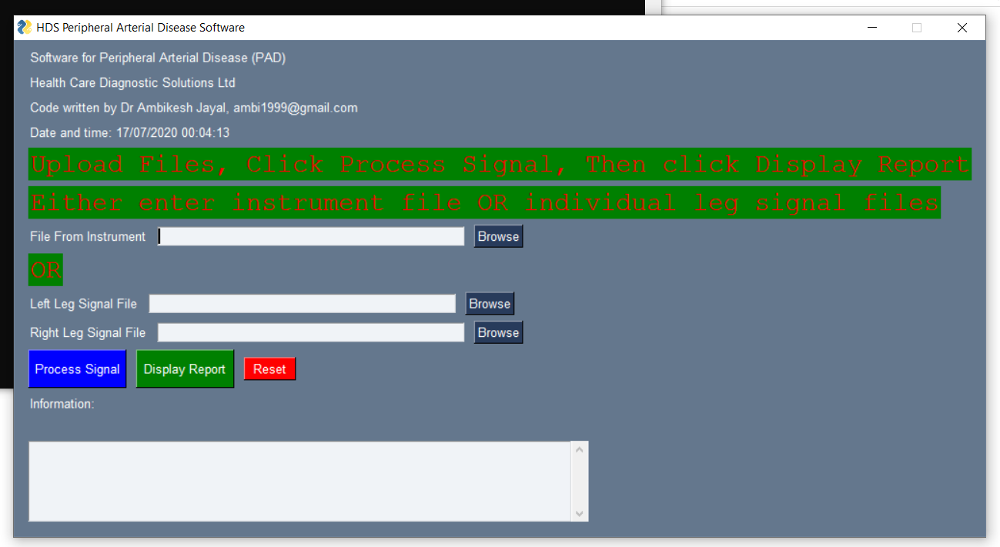 HDS Peripheral Arterial Disease Software
Software for Peripheral Arterial Disease (PAD)
Health Care Diagnostic Solutions Ltd
Code written by Dr Ambikesh Jayal, ambi1999@gmail.com
Date and time: 17/07/2020 00:04:13
Upload Files, Click Process Signal, Then click Display Report
Either enter instrument file OR individual leg signal files
File From Instrument Browse
OR
Left Leg Signal File Browse
Right Leg Signal File Browse
Process Signal Display Report Reset
Information: